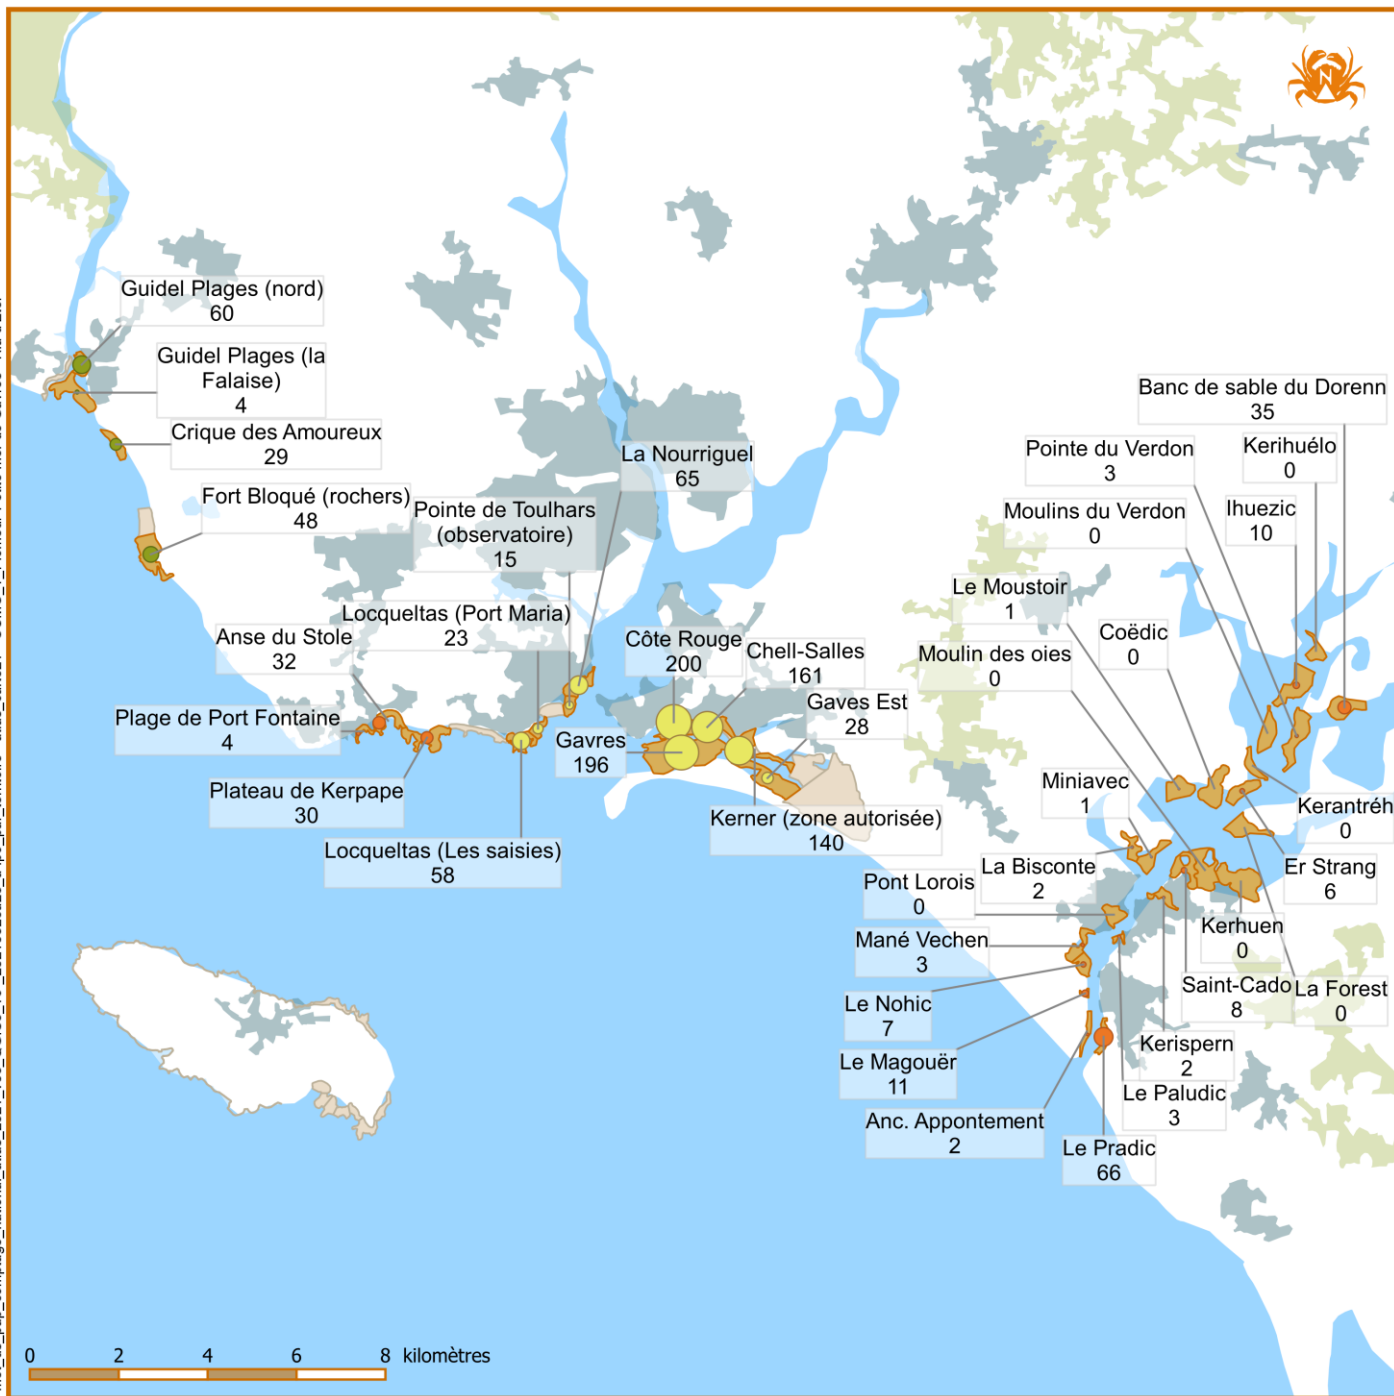 N
Guidel Plages (nord)
60
Guidel Plages (la
Falaise)
4
Crique des Amoureux
29
Fort Bloqué (rochers)
48
La Nourriguel
65
Pointe de Toulhars
(observatoire)
15
Locqueltas (Port Maria)
23
Anse du Stole
32
Plage de Port Fontaine
4
Plateau de Kerpape
30
Locqueltas (Les saisies)
58
Côte Rouge
200
Chell-Salles
161
Gaves Est
28
Gavres
196
Kerner (zone autorisée)
140
Banc de sable du Dorenn
35
Pointe du Verdon
3
Kerihuélo
0
Moulins du Verdon
0
Ihuezic
10
Le Moustoir
1
Coëdic
0
Moulin des oies
0
Miniavec
1
Kerantréh
0
La Bisconte
2
Er Strang
6
Pont Lorois
0
Mané Vechen
3
Kerhuen
0
Le Nohic
7
Saint-Cado
8
La Forest
0
Le Magouër
11
Kerispern
2
Le Paludic
3
Anc. Appontement
2
Le Pradic
66
0 2 4 6 8 kilomètres